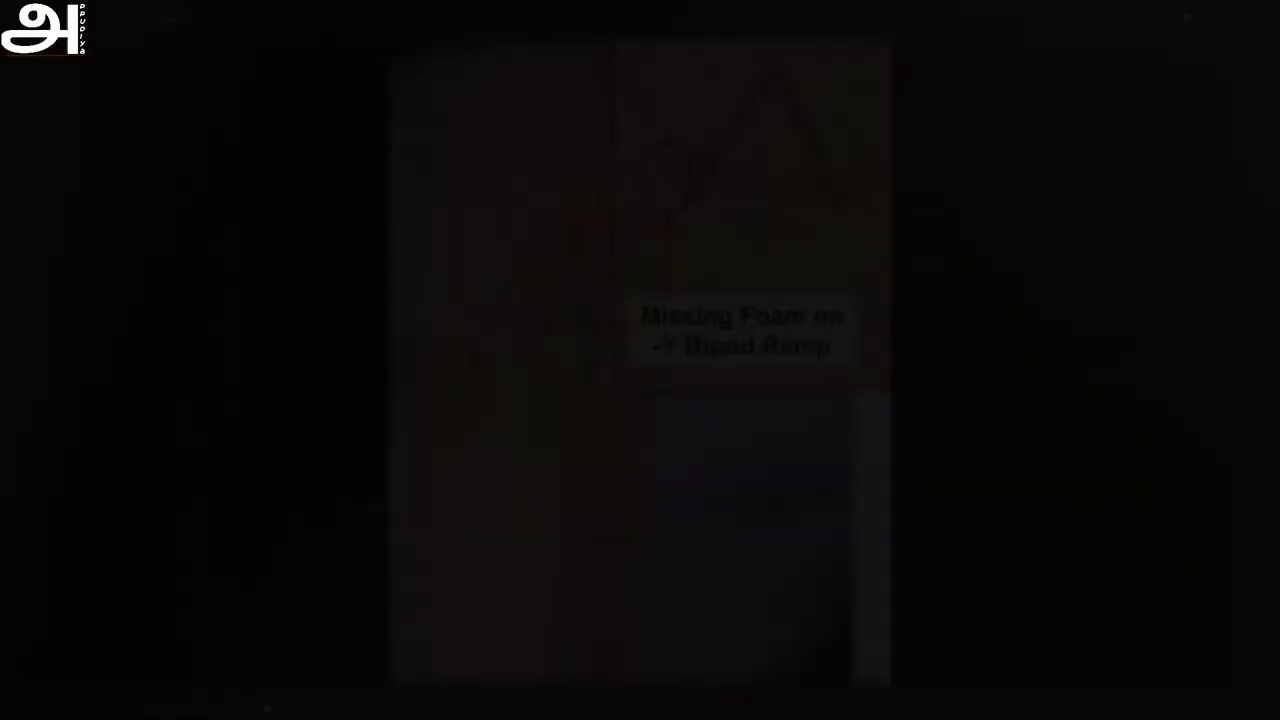 அ
Missing Foam on
-Y Bipod Ramp